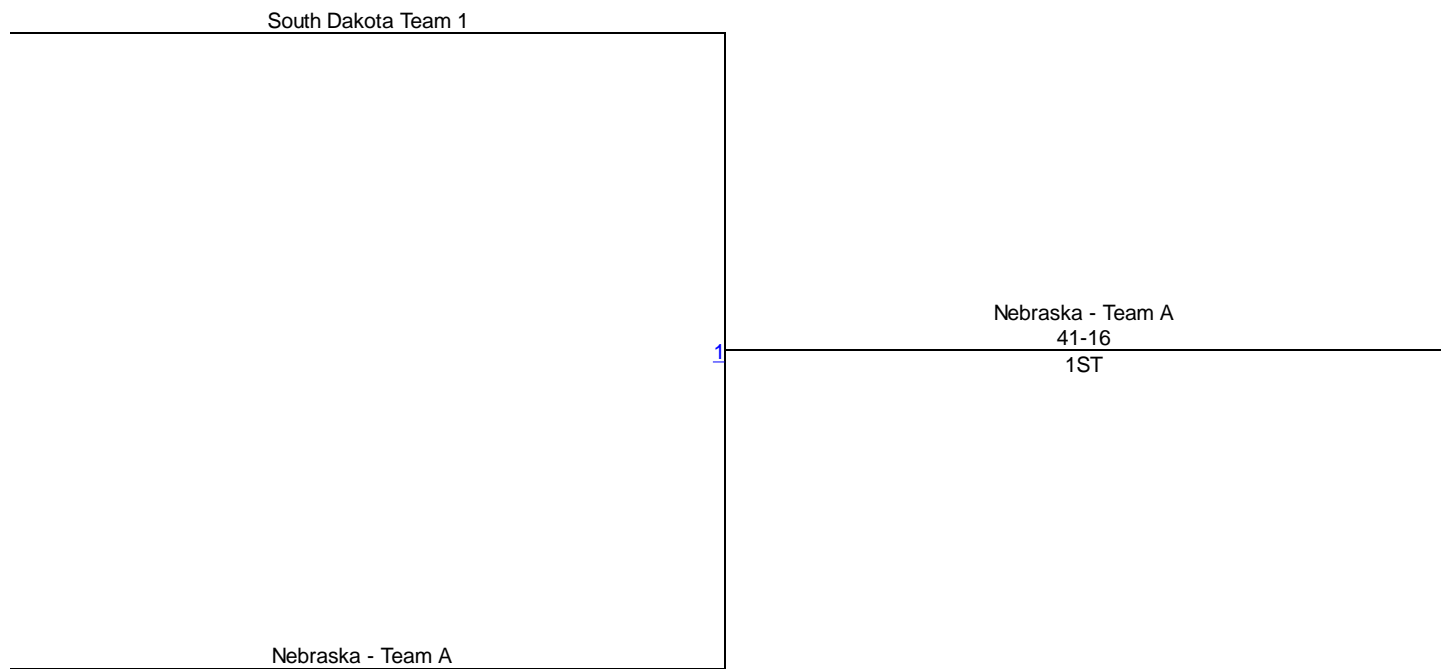 South Dakota Team 1
Nebraska - Team A
41-16
1
1ST
Nebraska - Team A